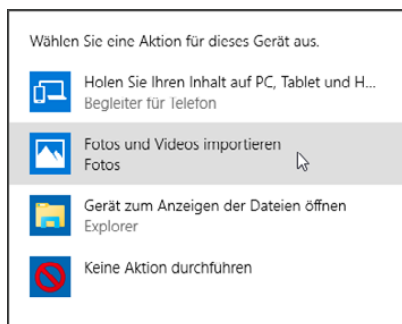 Wählen Sie eine Aktion für dieses Gerät aus.
Holen Sie Ihren Inhalt auf PC, Tablet und H...
Begleiter für Telefon
Fotos und Videos importieren
Fotos
Gerät zum Anzeigen der Dateien öffnen
Explorer
Keine Aktion durchführen